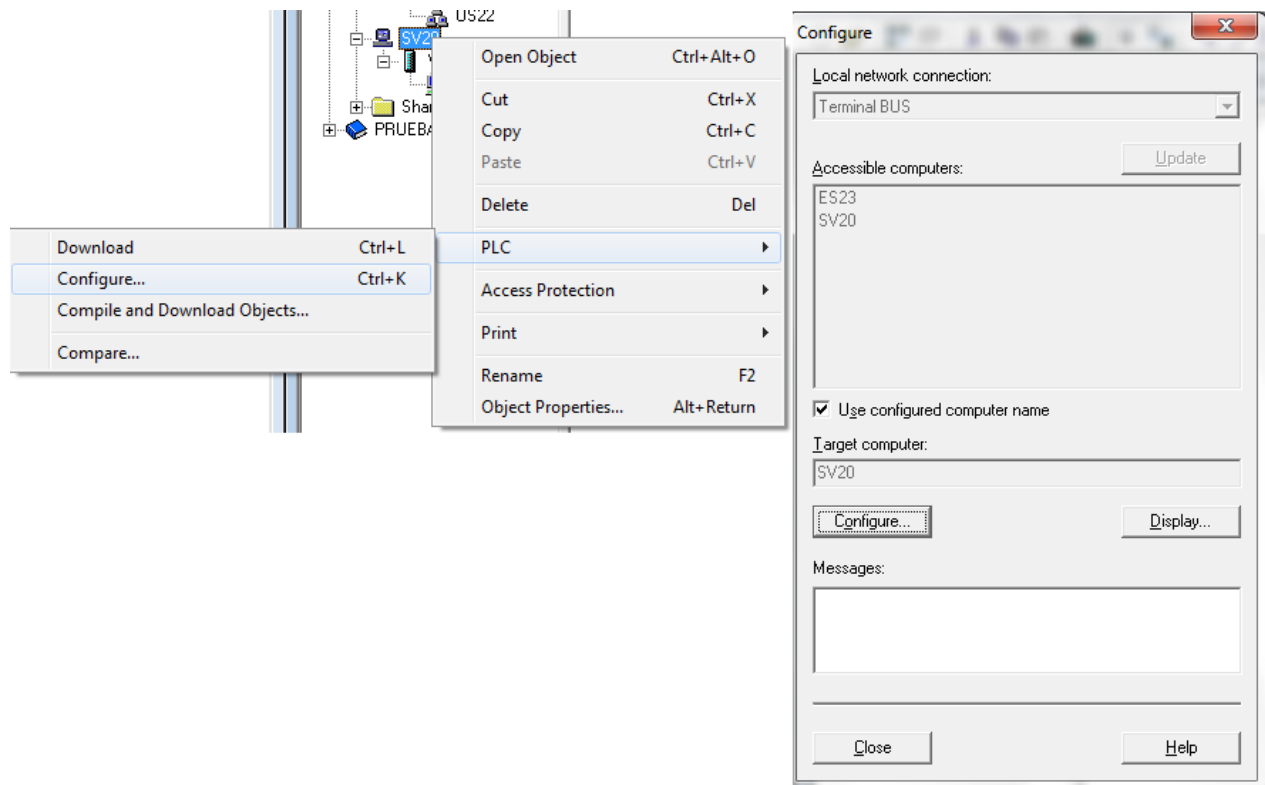 US22
SV20
Shar
PRUEBA
Open Object Ctrl+Alt+O
Cut Ctrl+X
Copy Ctrl+C
Paste Ctrl+V
Delete Del
PLC
Access Protection
Print
Rename F2
Object Properties... Alt+Return
Download Ctrl+L
Configure... Ctrl+K
Compile and Download Objects...
Compare...
Configure
Local network connection:
Terminal BUS
Update
Accessible computers:
ES23
SV20
Use configured computer name
Target computer:
SV20
Configure... Display...
Messages:
Close Help